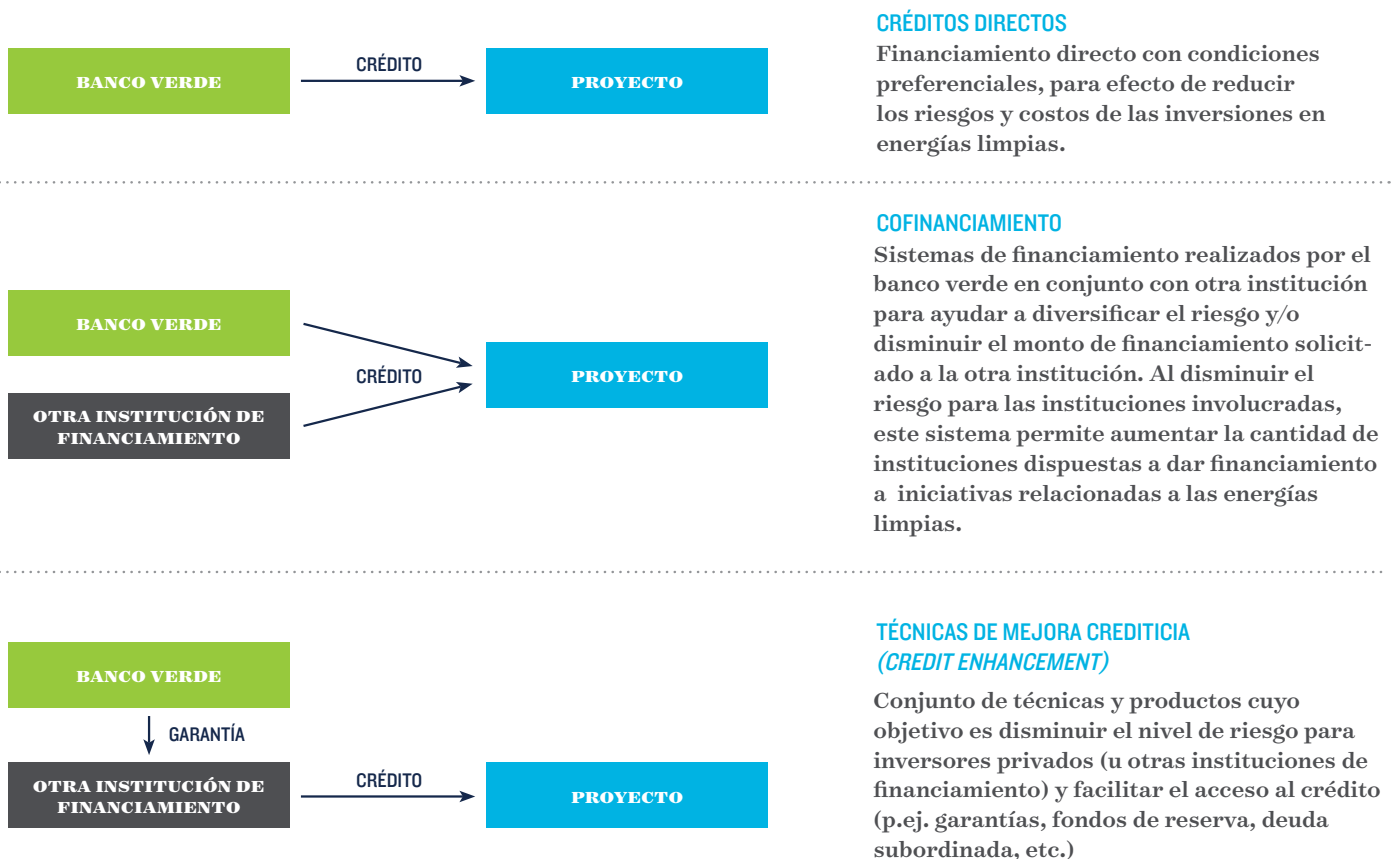 BANCO VERDE
CRÉDITO
PROYECTO
CRÉDITOS DIRECTOS
Financiamiento directo con condiciones
preferenciales, para efecto de reducir
los riesgos y costos de las inversiones en
energías limpias.
BANCO VERDE
OTRA INSTITUCIÓN DE
FINANCIAMIENTO
CRÉDITO
PROYECTO
COFINANCIAMIENTO
Sistemas de financiamiento realizados por el
banco verde en conjunto con otra institución
para ayudar a diversificar el riesgo y/o
disminuir el monto de financiamiento solicit-
ado a la otra institución. Al disminuir el
riesgo para las instituciones involucradas,
este sistema permite aumentar la cantidad de
instituciones dispuestas a dar financiamiento
a iniciativas relacionadas a las energías
limpias.
BANCO VERDE
GARANTÍA
OTRA INSTITUCIÓN DE
FINANCIAMIENTO
CRÉDITO
PROYECTO
TÉCNICAS DE MEJORA CREDITICIA
(CREDIT ENHANCEMENT)
Conjunto de técnicas y productos cuyo
objetivo es disminuir el nivel de riesgo para
inversores privados (u otras instituciones de
financiamiento) y facilitar el acceso al crédito
(p.ej. garantías, fondos de reserva, deuda
subordinada, etc.)